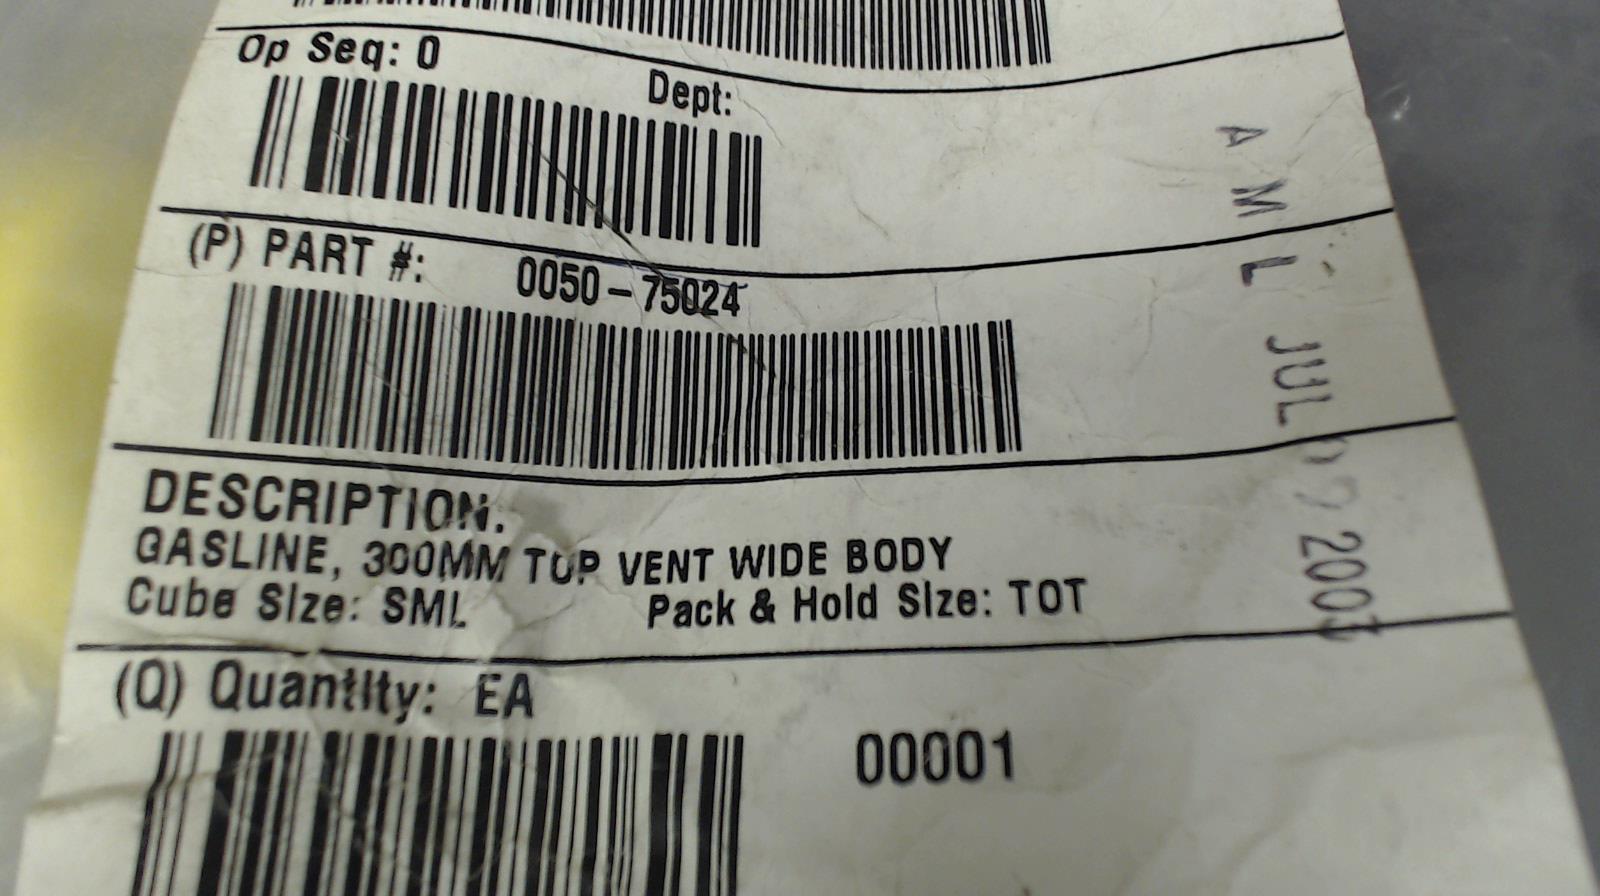 Op Seq: 0
Dept:
(P) PART #: 0050-75024
DESCRIPTION:
GASLINE, 300MM TOP VENT WIDE BODY
Cube Size: SML Pack & Hold Size: TOT
(Q) Quantity: EA
00001
A M L JUL 2003